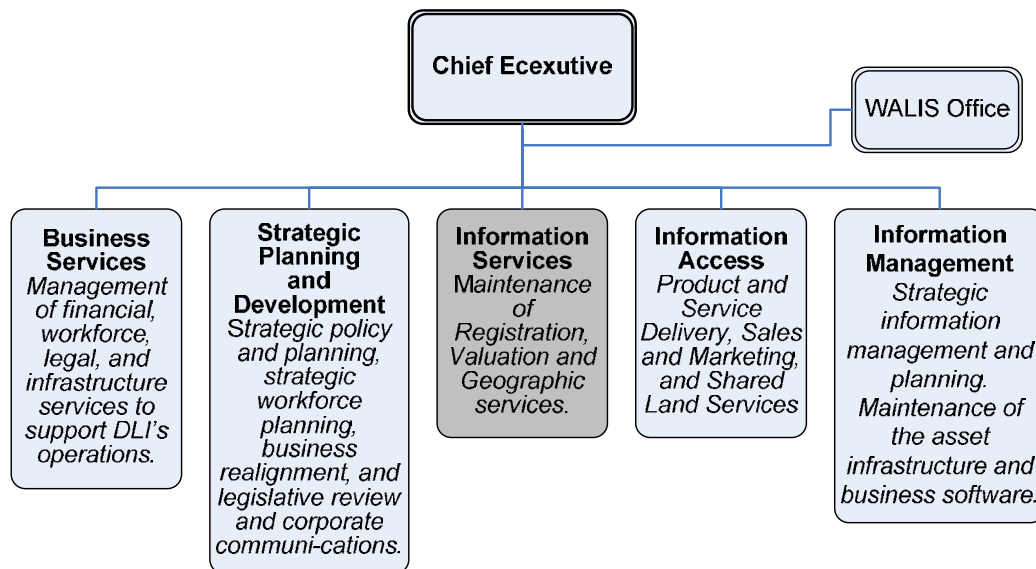 Chief Ecexutive
WALIS Office
Business
Services
Management
of financial,
workforce,
legal, and
infrastructure
services to
support DLI's
operations.
Strategic
Planning
and
Development
Strategic policy
and planning,
strategic
workforce
planning,
business
realignment, and
legislative review
and corporate
communi-cations.
Information
Services
Maintenance
of
Registration,
Valuation and
Geographic
services.
Information
Access
Product and
Service
Delivery, Sales
and Marketing,
and Shared
Land Services
Information
Management
Strategic
information
management and
planning.
Maintenance of
the asset
infrastructure and
business software.